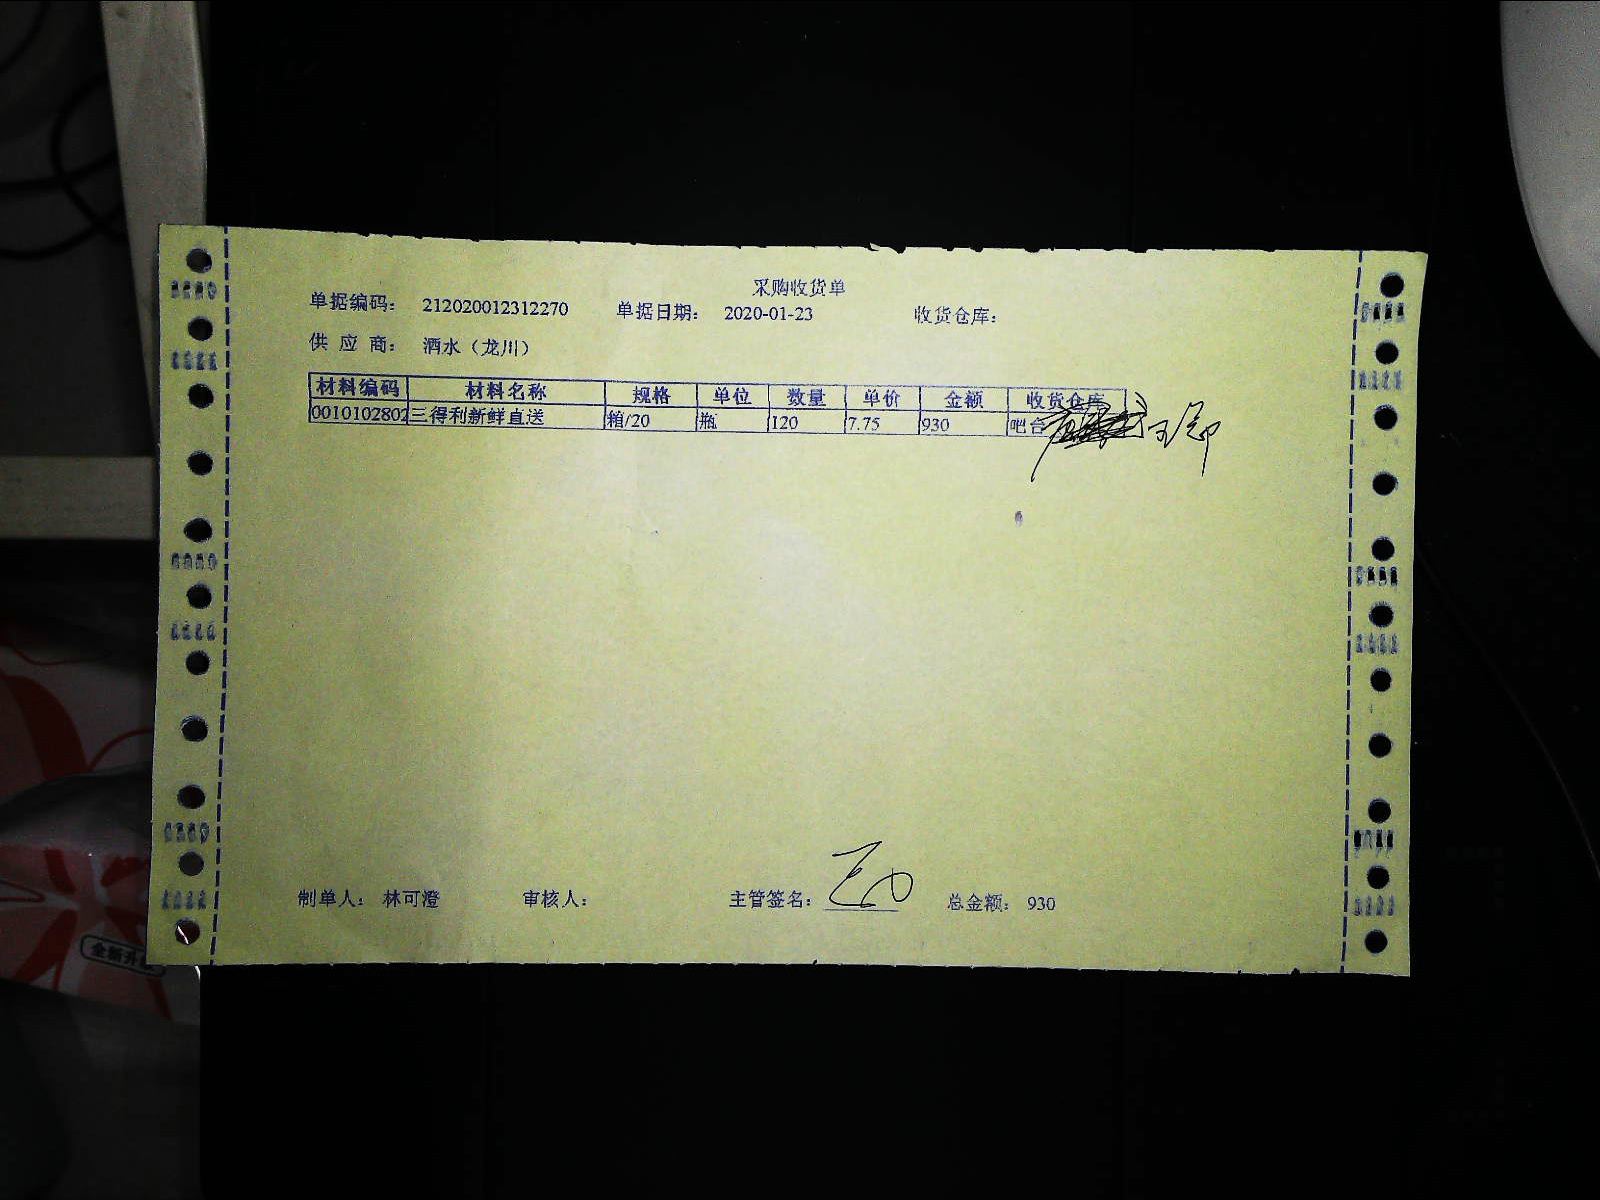 采购收货单
单据编码： 212020012312270 单据日期： 2020-01-23 收货仓库：
供 应 商： 酒水（龙川）
材料编码 材料名称 规格 单位 数量 单价 金额 收货仓库
0010102802 三得利新鲜直送 箱/20 瓶 120 7.75 930 吧台
制单人： 林可澄 审核人： 主管签名： 总金额： 930
全新升级